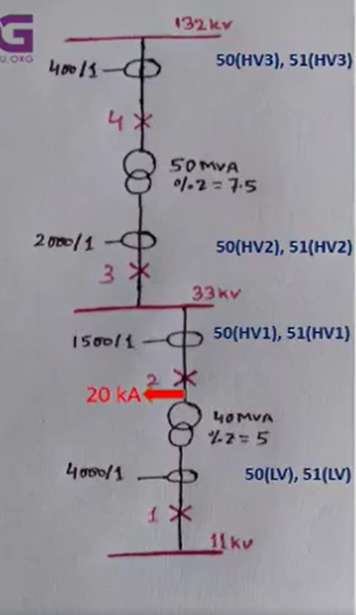 132kv
G
U.ORG
400/1
50(HV3), 51(HV3)
4
50MVA
%Z = 7.5
2000/1
50(HV2), 51(HV2)
3
33kv
1500/1
50(HV1), 51(HV1)
2
20 kA
40MVA
%Z = 5
4000/1
50(LV), 51(LV)
1
11kv